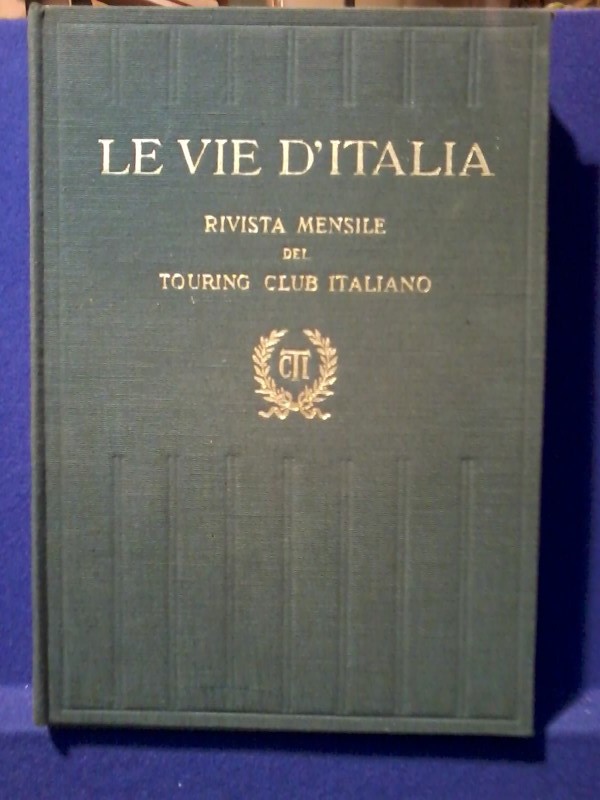 LE VIE D'ITALIA
RIVISTA MENSILE
DEL
TOURING CLUB ITALIANO
CTI